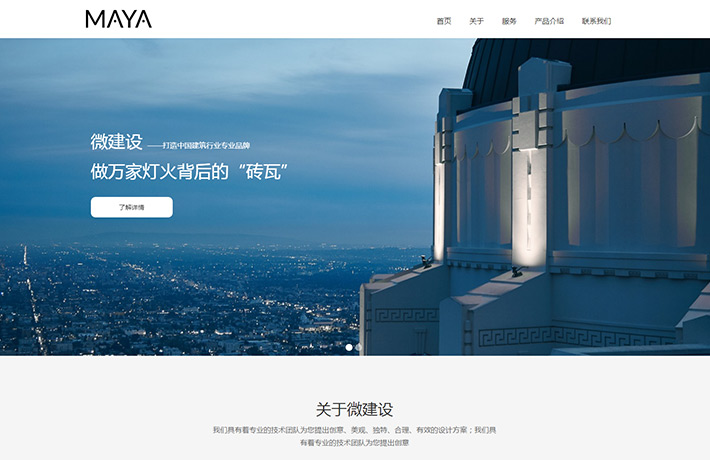 MAYA
首页 关于 服务 产品介绍 联系我们
微建设 ——打造中国建筑行业专业品牌
做万家灯火背后的“砖瓦”
了解详情
关于微建设
我们具有着专业的技术团队为您提出创意、美观、独特、合理、有效的设计方案；我们具
有着专业的技术团队为您提出创意